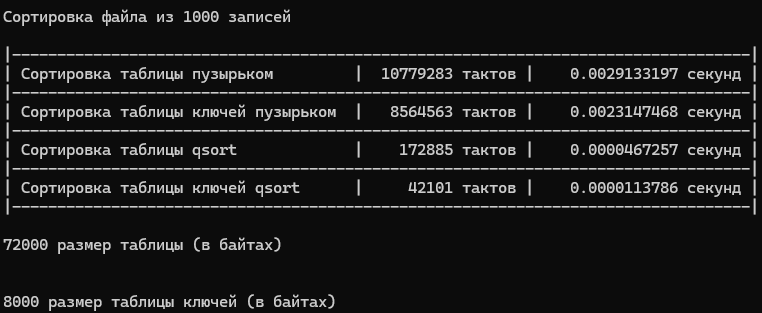 Сортировка файла из 1000 записей
|----------------------------------------------------------------------------------|
| Сортировка таблицы пузырьком         |  10779283 тактов |    0.0029133197 секунд |
|----------------------------------------------------------------------------------|
| Сортировка таблицы ключей пузырьком  |   8564563 тактов |    0.0023147468 секунд |
|----------------------------------------------------------------------------------|
| Сортировка таблицы qsort             |    172885 тактов |    0.0000467257 секунд |
|----------------------------------------------------------------------------------|
| Сортировка таблицы ключей qsort      |     42101 тактов |    0.0000113786 секунд |
|----------------------------------------------------------------------------------|
72000 размер таблицы (в байтах)
8000 размер таблицы ключей (в байтах)